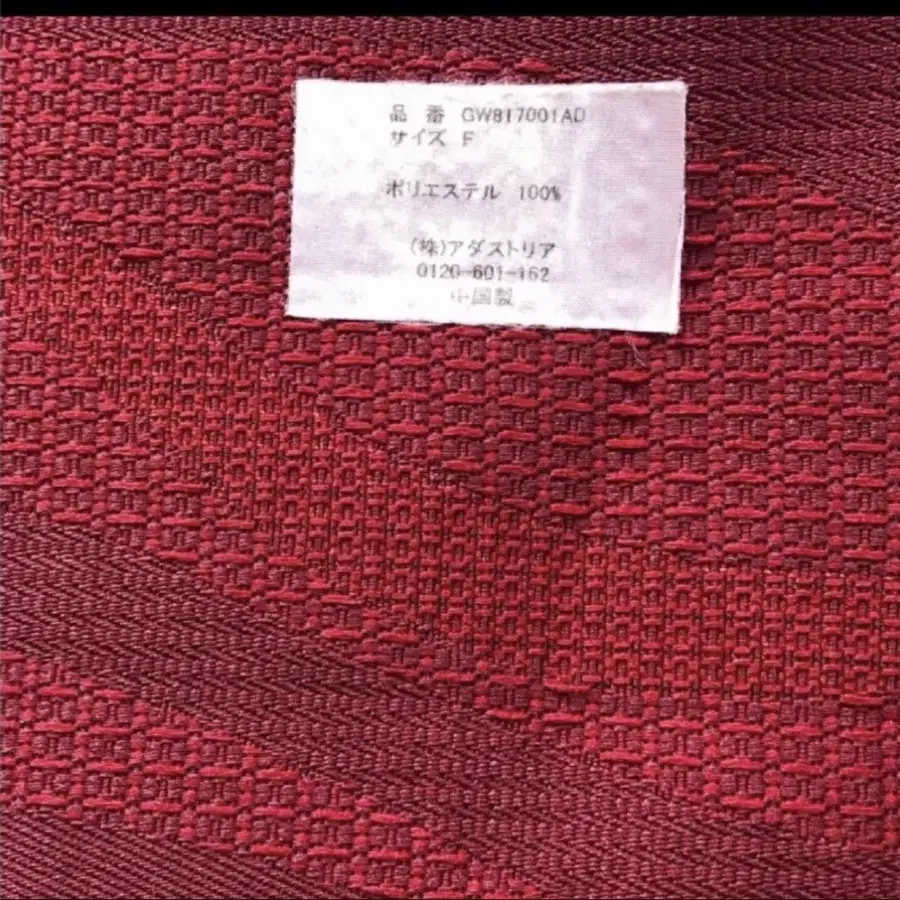 品 番 GW817001AD
サイズ F
ポリエステル 100%
(株)アダストリア
0120-601-162
中国製